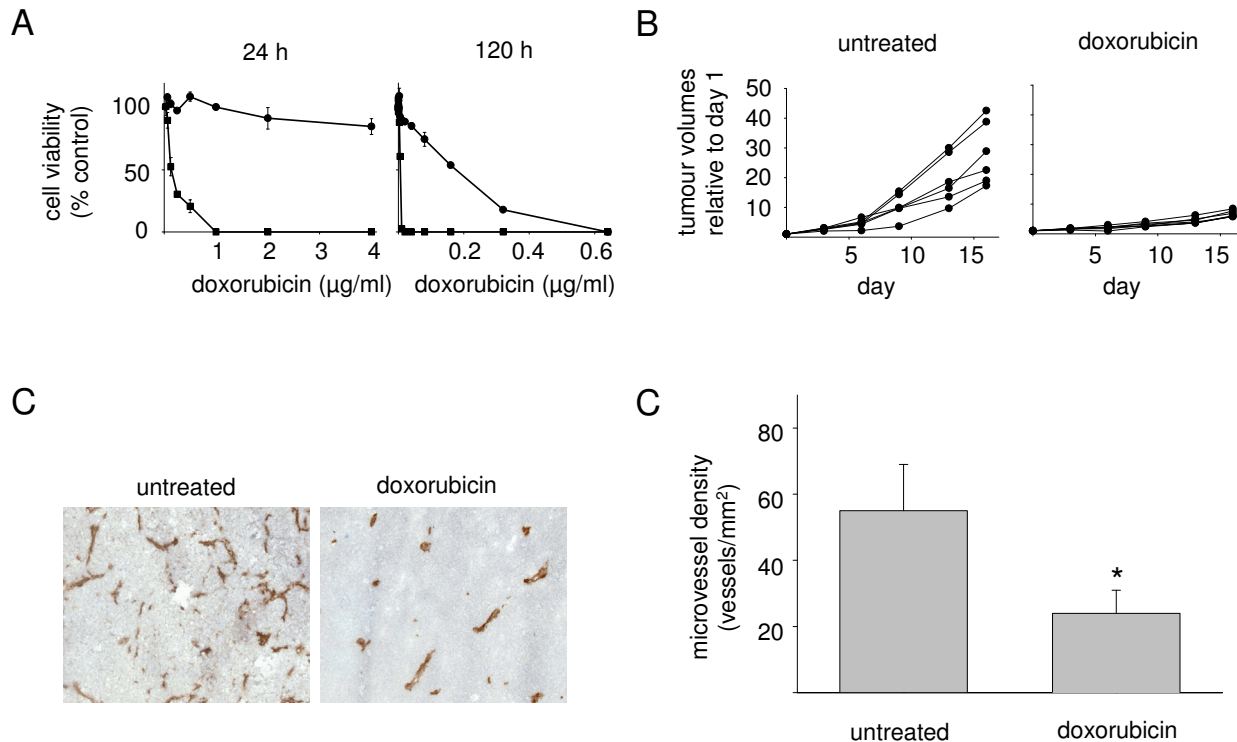 A
24 h
120 h
cell viability
(% control)
100
50
0
1
2
3
4
doxorubicin (µg/ml)
0.2
0.4
0.6
doxorubicin (µg/ml)
B
untreated
doxorubicin
tumour volumes
relative to day 1
50
40
30
20
10
5
10
15
day
5
10
15
day
C
untreated
doxorubicin
C
microvessel density
(vessels/mm²)
80
60
40
20
*
untreated
doxorubicin